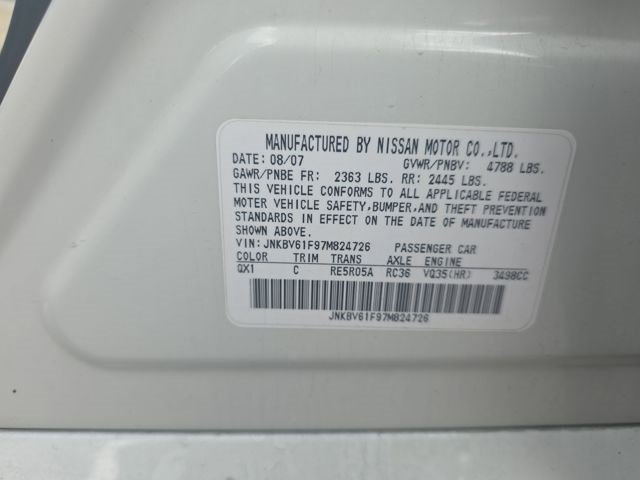 MANUFACTURED BY NISSAN MOTOR CO.,LTD.
DATE: 08/07 GVWR/PNBV: 4788 LBS.
GAWR/PNBE FR: 2363 LBS. RR: 2445 LBS.
THIS VEHICLE CONFORMS TO ALL APPLICABLE FEDERAL
MOTER VEHICLE SAFETY, BUMPER,AND THEFT PREVENTION
STANDARDS IN EFFECT ON THE DATE OF MANUFACTURE
SHOWN ABOVE.
VIN: JNKBV61F97M824726 PASSENGER CAR
COLOR TRIM TRANS AXLE ENGINE
QX1 C RE5R05A RC36 VQ35(HR) 3498CC
JNKBV61F97M824726